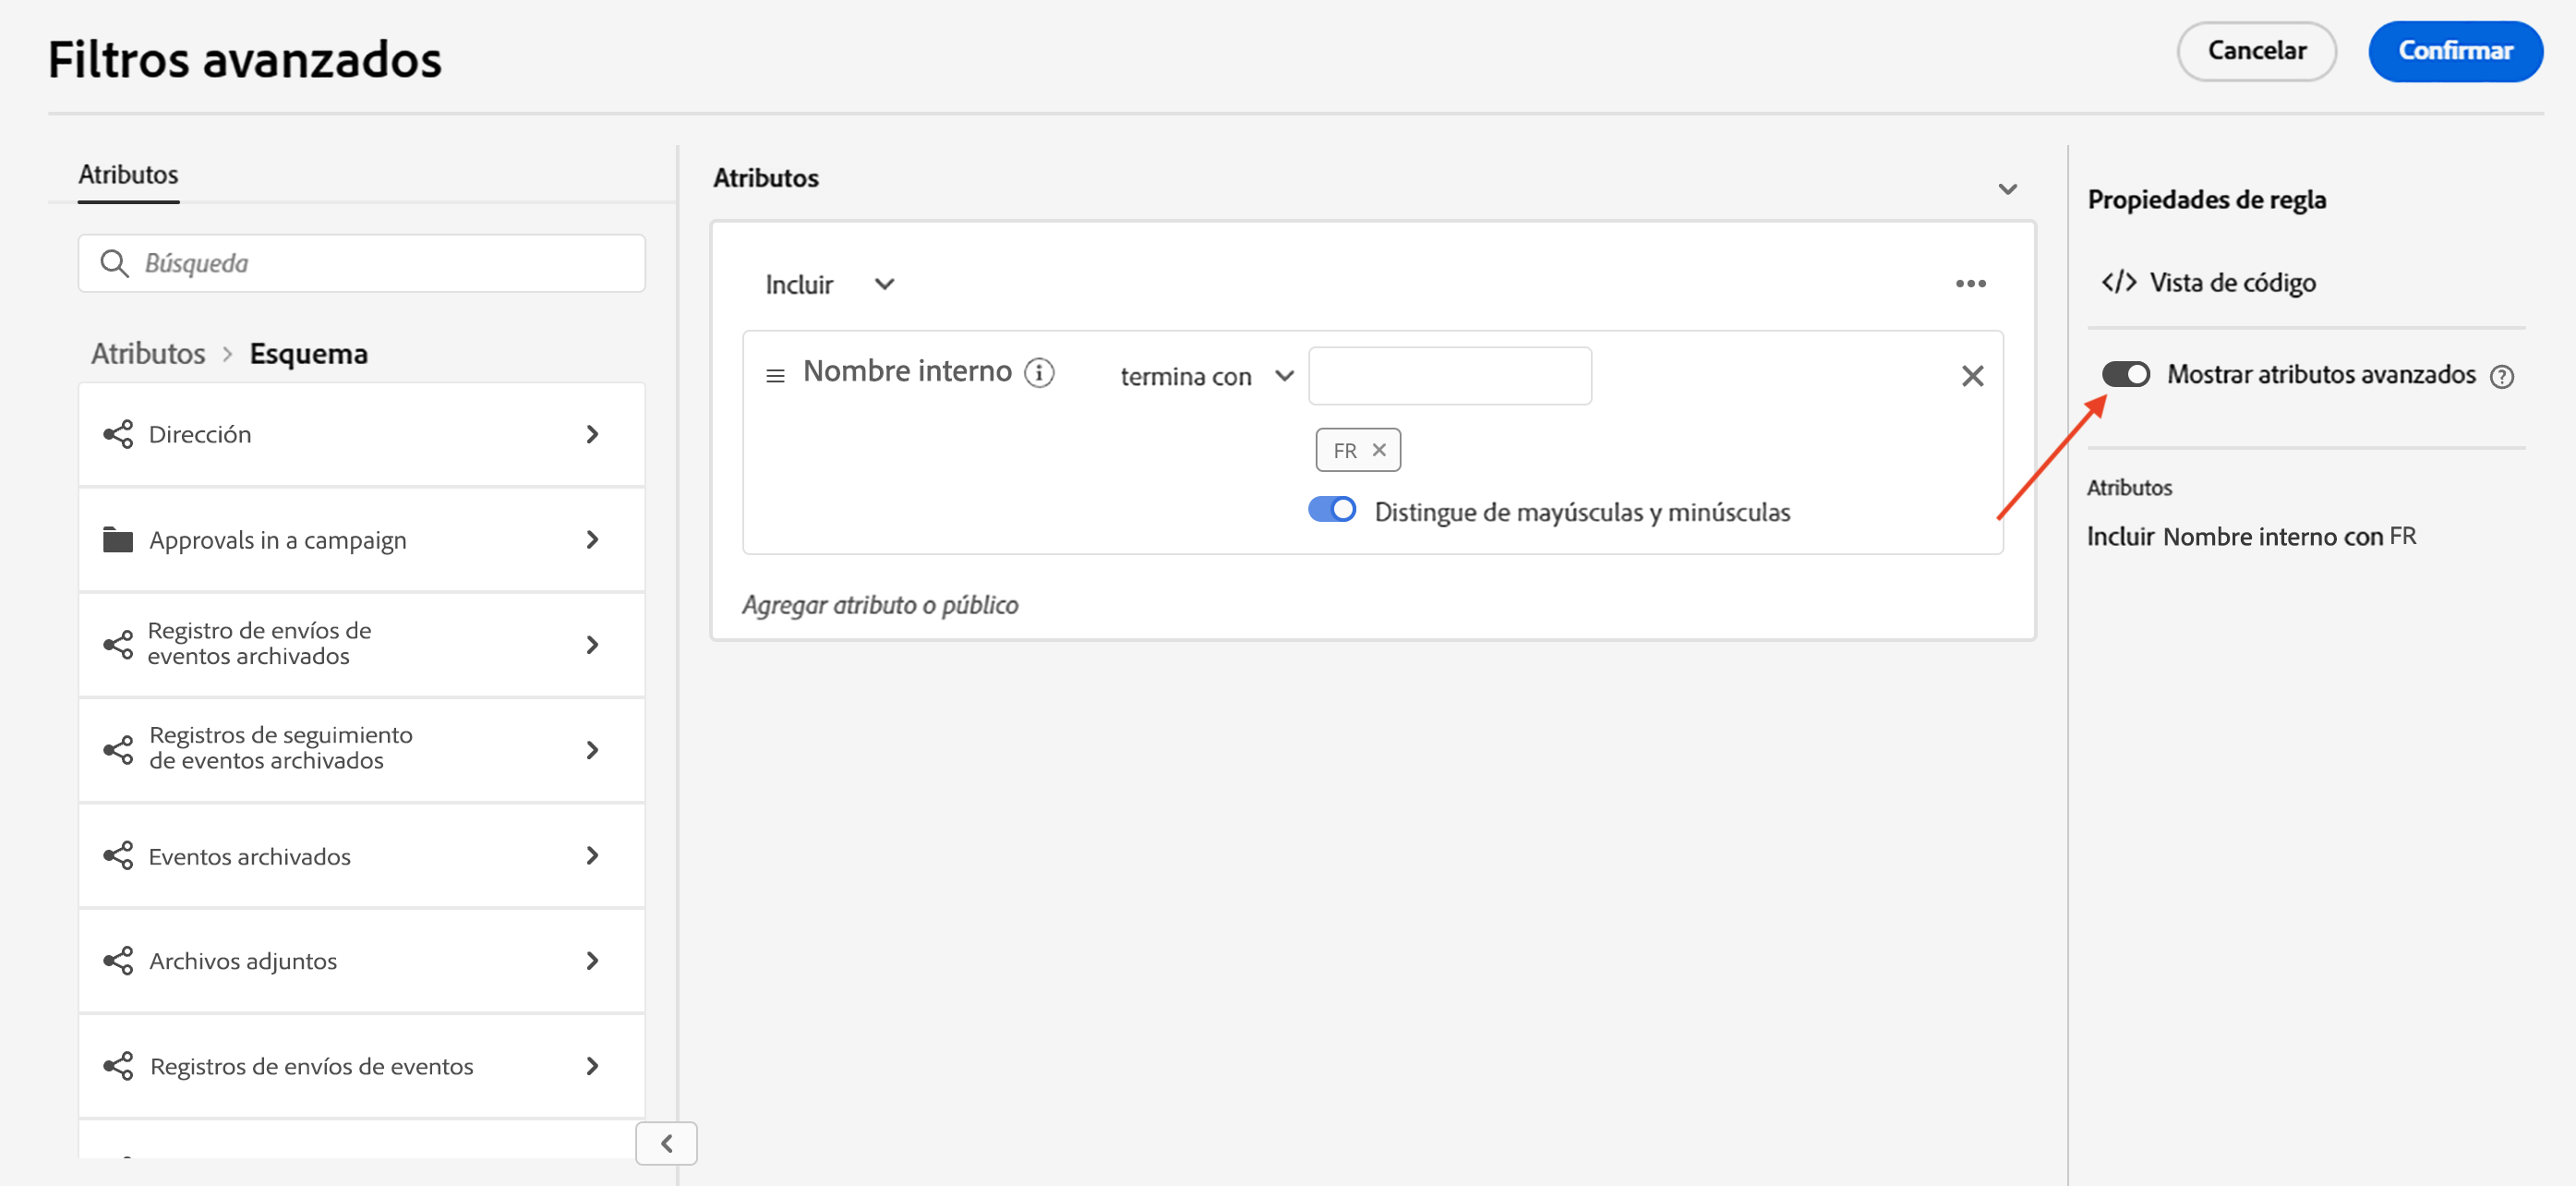 Filtros avanzados
Cancelar
Confirmar
Atributos
Búsqueda
Atributos > Esquema
Dirección
Approvals in a campaign
Registro de envíos de
eventos archivados
Registros de seguimiento
de eventos archivados
Eventos archivados
Archivos adjuntos
Registros de envíos de eventos
Atributos
Incluir
Nombre interno
termina con
FR
Distingue de mayúsculas y minúsculas
Agregar atributo o público
Propiedades de regla
</> Vista de código
Mostrar atributos avanzados
Atributos
Incluir Nombre interno con FR